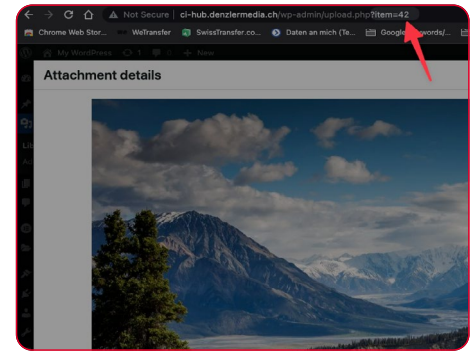 Not Secure | ci-hub.denzlermedia.ch/wp-admin/upload.php?item=42
Chrome Web Stor... WeTransfer SwissTransfer.co... Daten an mich (Te... Google
My WordPress 1 0 + New
Attachment details